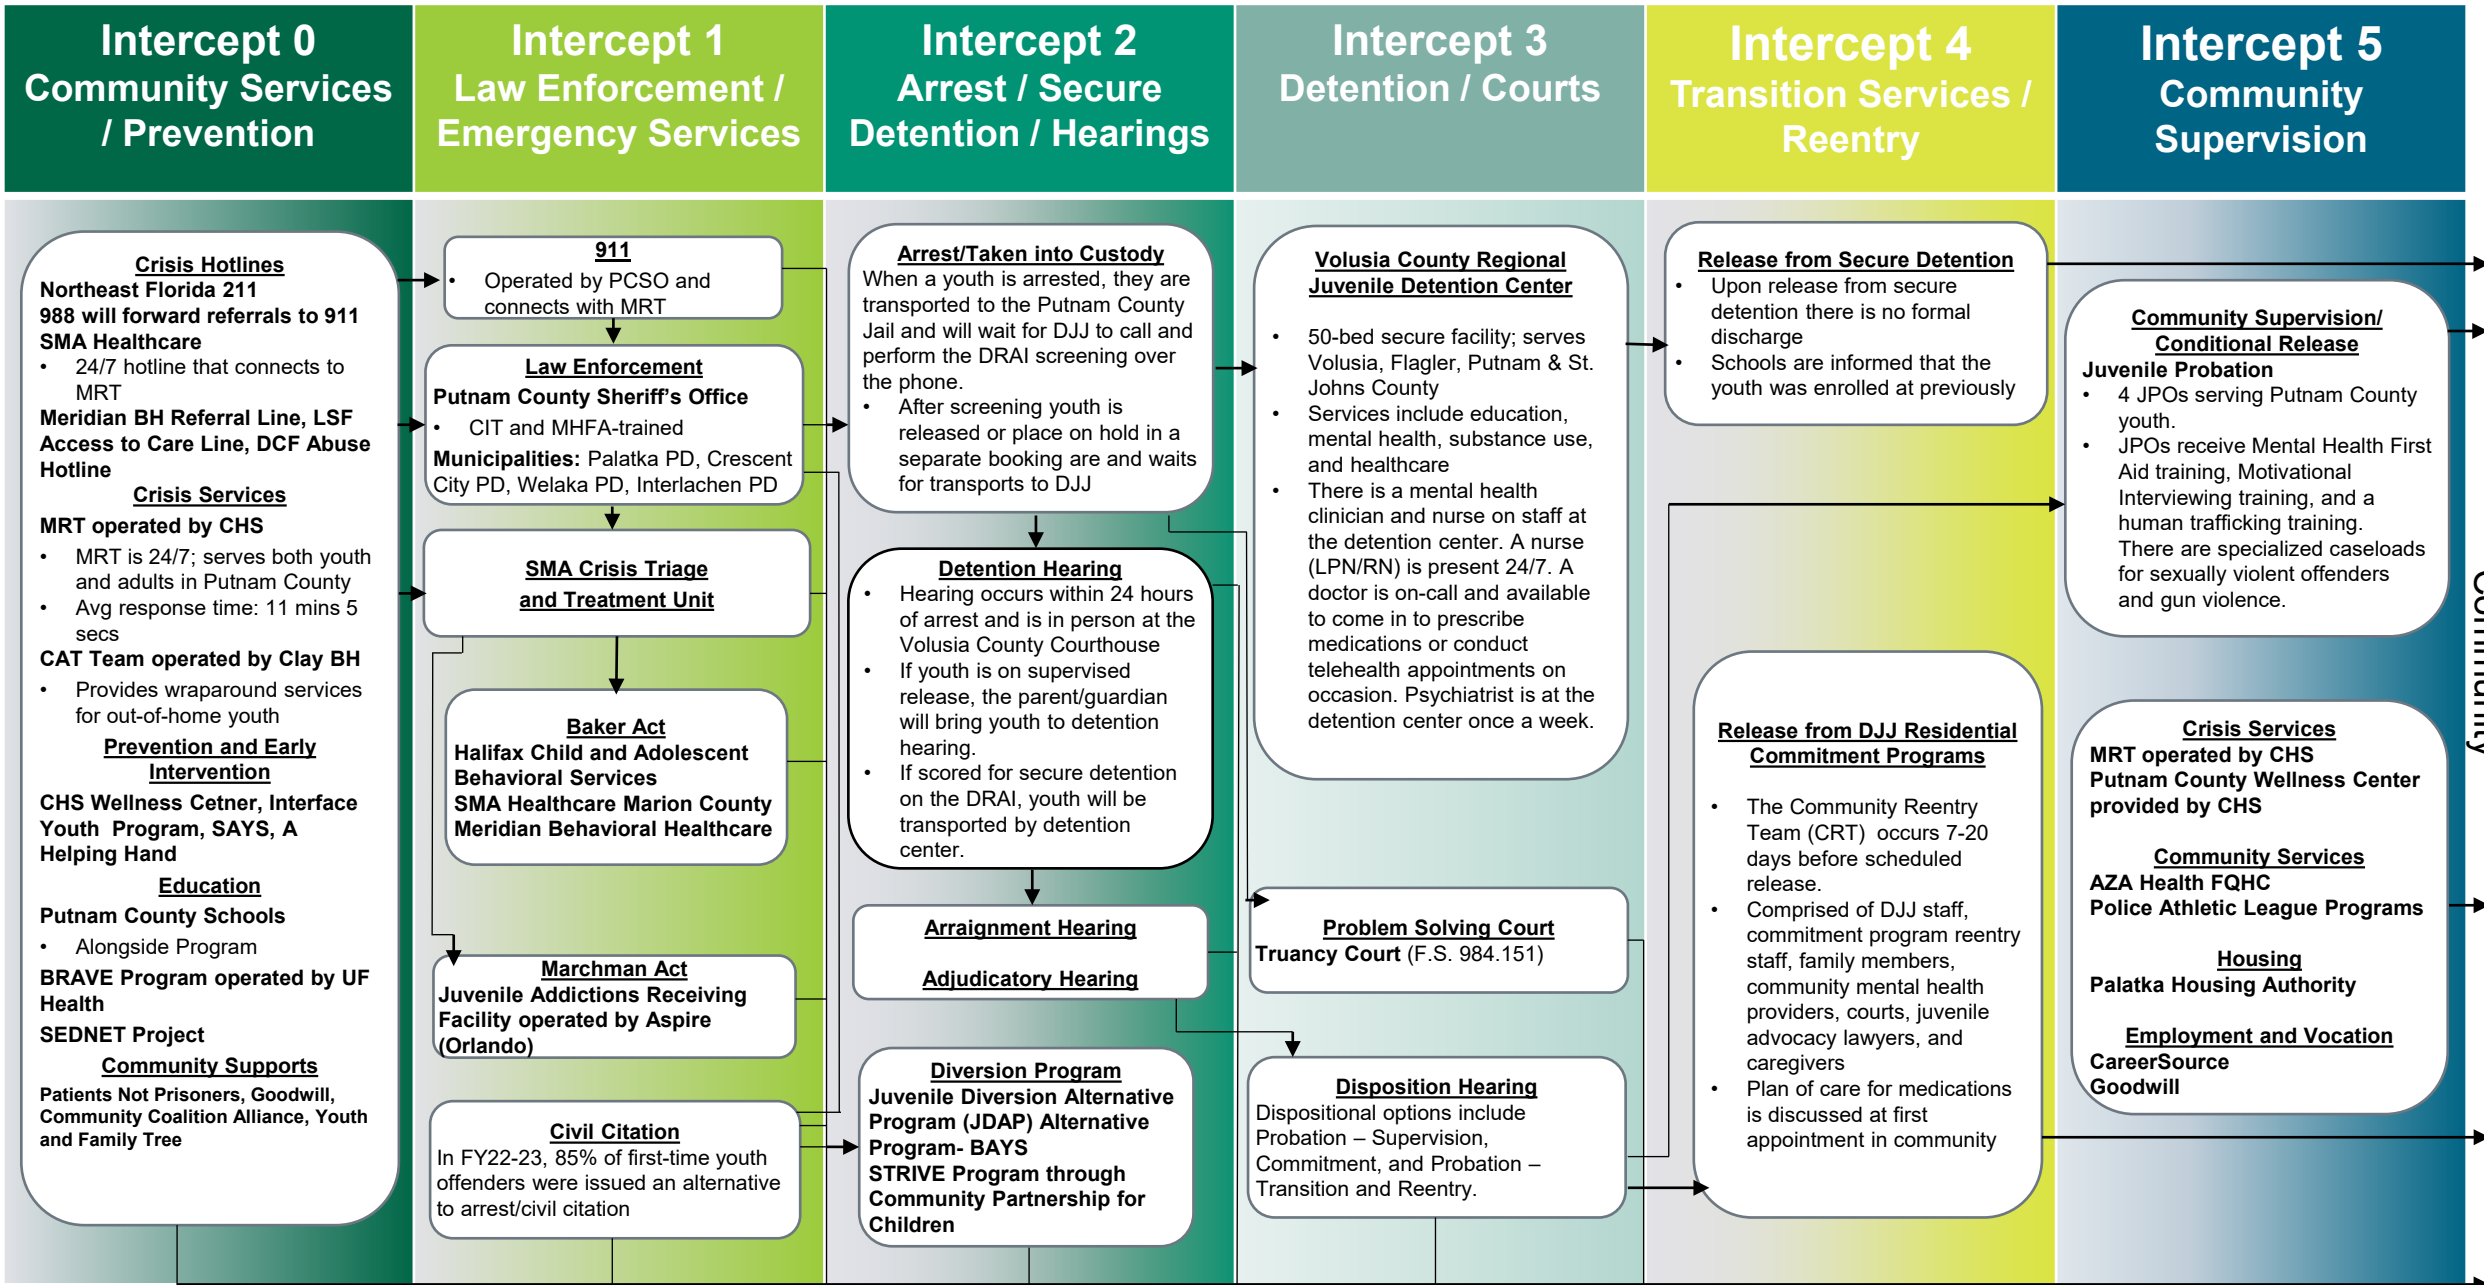 Intercept 0
Community Services
/ Prevention
Intercept 1
Law Enforcement /
Emergency Services
Intercept 2
Arrest / Secure
Detention / Hearings
Intercept 3
Detention / Courts
Intercept 4
Transition Services /
Reentry
Intercept 5
Community
Supervision
Crisis Hotlines
Northeast Florida 211
988 will forward referrals to 911
SMA Healthcare
• 24/7 hotline that connects to
MRT
Meridian BH Referral Line, LSF
Access to Care Line, DCF Abuse
Hotline
Crisis Services
MRT operated by CHS
• MRT is 24/7; serves both youth
and adults in Putnam County
• Avg response time: 11 mins 5
secs
CAT Team operated by Clay BH
• Provides wraparound services
for out-of-home youth
Prevention and Early
Intervention
CHS Wellness Cetner, Interface
Youth Program, SAYS, A
Helping Hand
Education
Putnam County Schools
• Alongside Program
BRAVE Program operated by UF
Health
SEDNET Project
Community Supports
Patients Not Prisoners, Goodwill,
Community Coalition Alliance, Youth
and Family Tree
911
• Operated by PCSO and
connects with MRT
Law Enforcement
Putnam County Sheriff's Office
• CIT and MHFA-trained
Municipalities: Palatka PD, Crescent
City PD, Welaka PD, Interlachen PD
SMA Crisis Triage
and Treatment Unit
Baker Act
Halifax Child and Adolescent
Behavioral Services
SMA Healthcare Marion County
Meridian Behavioral Healthcare
Marchman Act
Juvenile Addictions Receiving
Facility operated by Aspire
(Orlando)
Civil Citation
In FY22-23, 85% of first-time youth
offenders were issued an alternative
to arrest/civil citation
Arrest/Taken into Custody
When a youth is arrested, they are
transported to the Putnam County
Jail and will wait for DJJ to call and
perform the DRAI screening over
the phone.
• After screening youth is
released or place on hold in a
separate booking are and waits
for transports to DJJ
Detention Hearing
• Hearing occurs within 24 hours
of arrest and is in person at the
Volusia County Courthouse
• If youth is on supervised
release, the parent/guardian
will bring youth to detention
hearing.
• If scored for secure detention
on the DRAI, youth will be
transported by detention
center.
Arraignment Hearing
Adjudicatory Hearing
Diversion Program
Juvenile Diversion Alternative
Program (JDAP) Alternative
Program- BAYS
STRIVE Program through
Community Partnership for
Children
Volusia County Regional
Juvenile Detention Center
• 50-bed secure facility; serves
Volusia, Flagler, Putnam & St.
Johns County
• Services include education,
mental health, substance use,
and healthcare
• There is a mental health
clinician and nurse on staff at
the detention center. A nurse
(LPN/RN) is present 24/7. A
doctor is on-call and available
to come in to prescribe
medications or conduct
telehealth appointments on
occasion. Psychiatrist is at the
detention center once a week.
Problem Solving Court
Truancy Court (F.S. 984.151)
Disposition Hearing
Dispositional options include
Probation – Supervision,
Commitment, and Probation –
Transition and Reentry.
Release from Secure Detention
• Upon release from secure
detention there is no formal
discharge
• Schools are informed that the
youth was enrolled at previously
Release from DJJ Residential
Commitment Programs
• The Community Reentry
Team (CRT) occurs 7-20
days before scheduled
release.
• Comprised of DJJ staff,
commitment program reentry
staff, family members,
community mental health
providers, courts, juvenile
advocacy lawyers, and
caregivers
• Plan of care for medications
is discussed at first
appointment in community
Community Supervision/
Conditional Release
Juvenile Probation
• 4 JPOs serving Putnam County
youth.
• JPOs receive Mental Health First
Aid training, Motivational
Interviewing training, and a
human trafficking training.
There are specialized caseloads
for sexually violent offenders
and gun violence.
Crisis Services
MRT operated by CHS
Putnam County Wellness Center
provided by CHS
Community Services
AZA Health FQHC
Police Athletic League Programs
Housing
Palatka Housing Authority
Employment and Vocation
CareerSource
Goodwill
Community